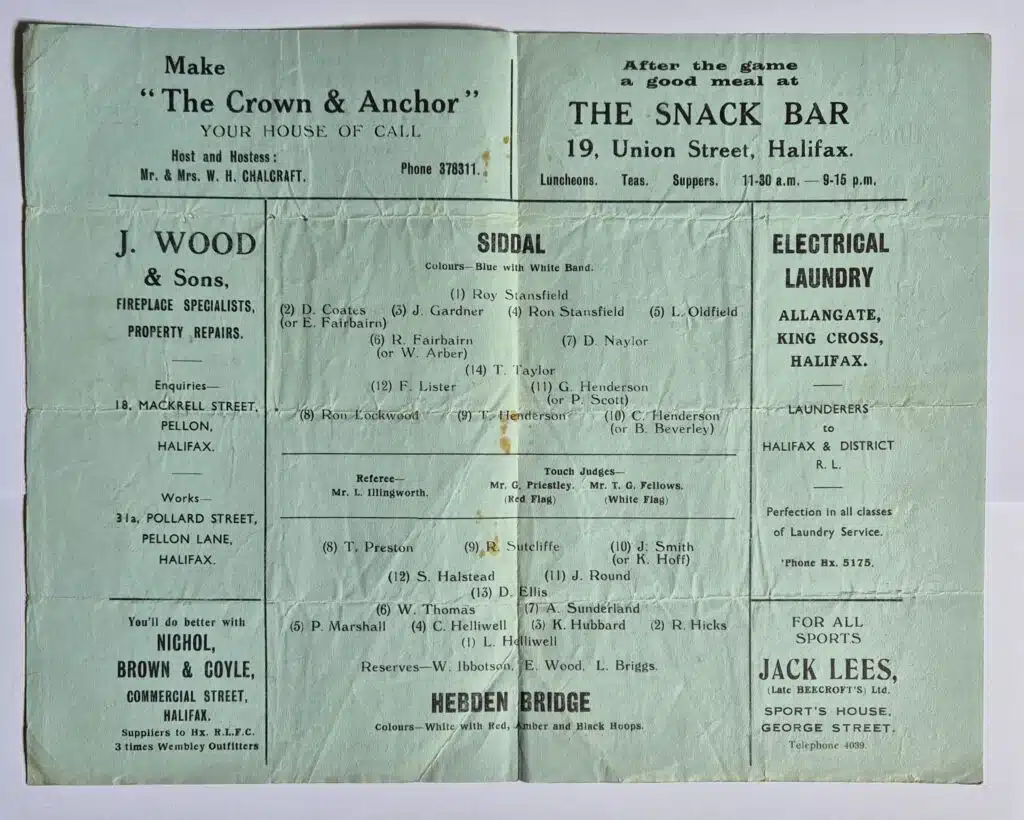 Make
"The Crown & Anchor"
YOUR HOUSE OF CALL
Host and Hostess:
Mr. & Mrs. W. H. CHALCRAFT.
Phone 378311.
After the game
a good meal at
THE SNACK BAR
19, Union Street, Halifax.
Luncheons. Teas. Suppers. 11-30 a.m. — 9-15 p.m.
J. WOOD
& Sons,
FIREPLACE SPECIALISTS,
PROPERTY REPAIRS.
Enquiries—
18, MACKRELL STREET,
PELLON,
HALIFAX.
Works—
31a, POLLARD STREET,
PELLON LANE,
HALIFAX.
You'll do better with
NICHOL,
BROWN & COYLE,
COMMERCIAL STREET,
HALIFAX.
Suppliers to Hx. R.L.F.C.
3 times Wembley Outfitters
SIDDAL
Colours—Blue with White Band.
(1) Roy Stansfield
(2) D. Coates (3) J. Gardner (4) Ron Stansfield (5) L. Oldfield
(or E. Fairbairn)
(6) R. Fairbairn (7) D. Naylor
(or W. Arber)
(14) T. Taylor
(12) F. Lister (11) G. Henderson
(or P. Scott)
(8) Ron Lockwood (9) T. Henderson (10) C. Henderson
(or B. Beverley)
Referee—
Mr. L. Illingworth.
Touch Judges—
Mr. G. Priestley. Mr. T. G. Fellows.
(Red Flag) (White Flag)
(8) T. Preston (9) R. Sutcliffe (10) J. Smith
(or K. Hoff)
(12) S. Halstead (11) J. Round
(13) D. Ellis
(6) W. Thomas (7) A. Sunderland
(5) P. Marshall (4) C. Helliwell (3) K. Hubbard (2) R. Hicks
(1) L. Helliwell
Reserves—W. Ibbotson, E. Wood, L. Briggs.
HEBDEN BRIDGE
Colours—White with Red, Amber and Black Hoops.
ELECTRICAL
LAUNDRY
ALLANGATE,
KING CROSS,
HALIFAX.
LAUNDERERS
to
HALIFAX & DISTRICT
R. L.
Perfection in all classes
of Laundry Service.
'Phone Hx. 5175.
FOR ALL
SPORTS
JACK LEES,
(Late BEECROFT'S) Ltd.
SPORT'S HOUSE,
GEORGE STREET.
Telephone 4039.